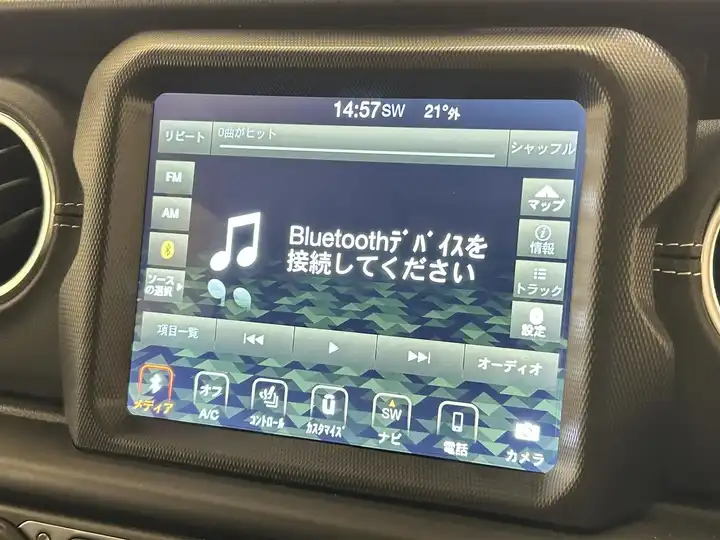 14:57SW 21°外
リピート
0曲がヒット
シャッフル
FM
AM
ソース
の選択
Bluetoothデバイスを
接続してください
マップ
情報
トラック
設定
項目一覧
オーディオ
メディア
オフ
A/C
コントロール
U
カスタマイズ
SW
ナビ
電話
カメラ